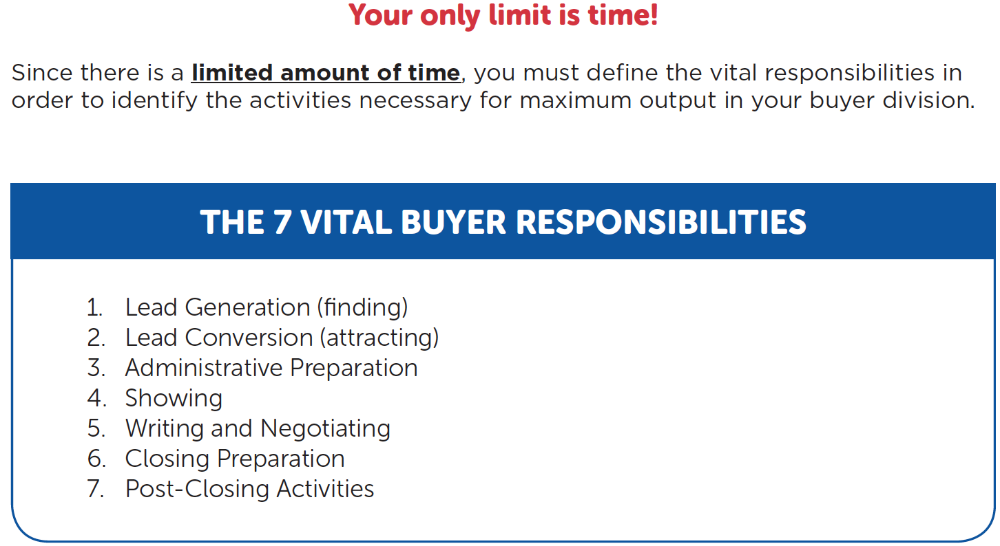 Your only limit is time!
Since there is a limited amount of time, you must define the vital responsibilities in
order to identify the activities necessary for maximum output in your buyer division.
THE 7 VITAL BUYER RESPONSIBILITIES
1. Lead Generation (finding)
2. Lead Conversion (attracting)
3. Administrative Preparation
4. Showing
5. Writing and Negotiating
6. Closing Preparation
7. Post-Closing Activities